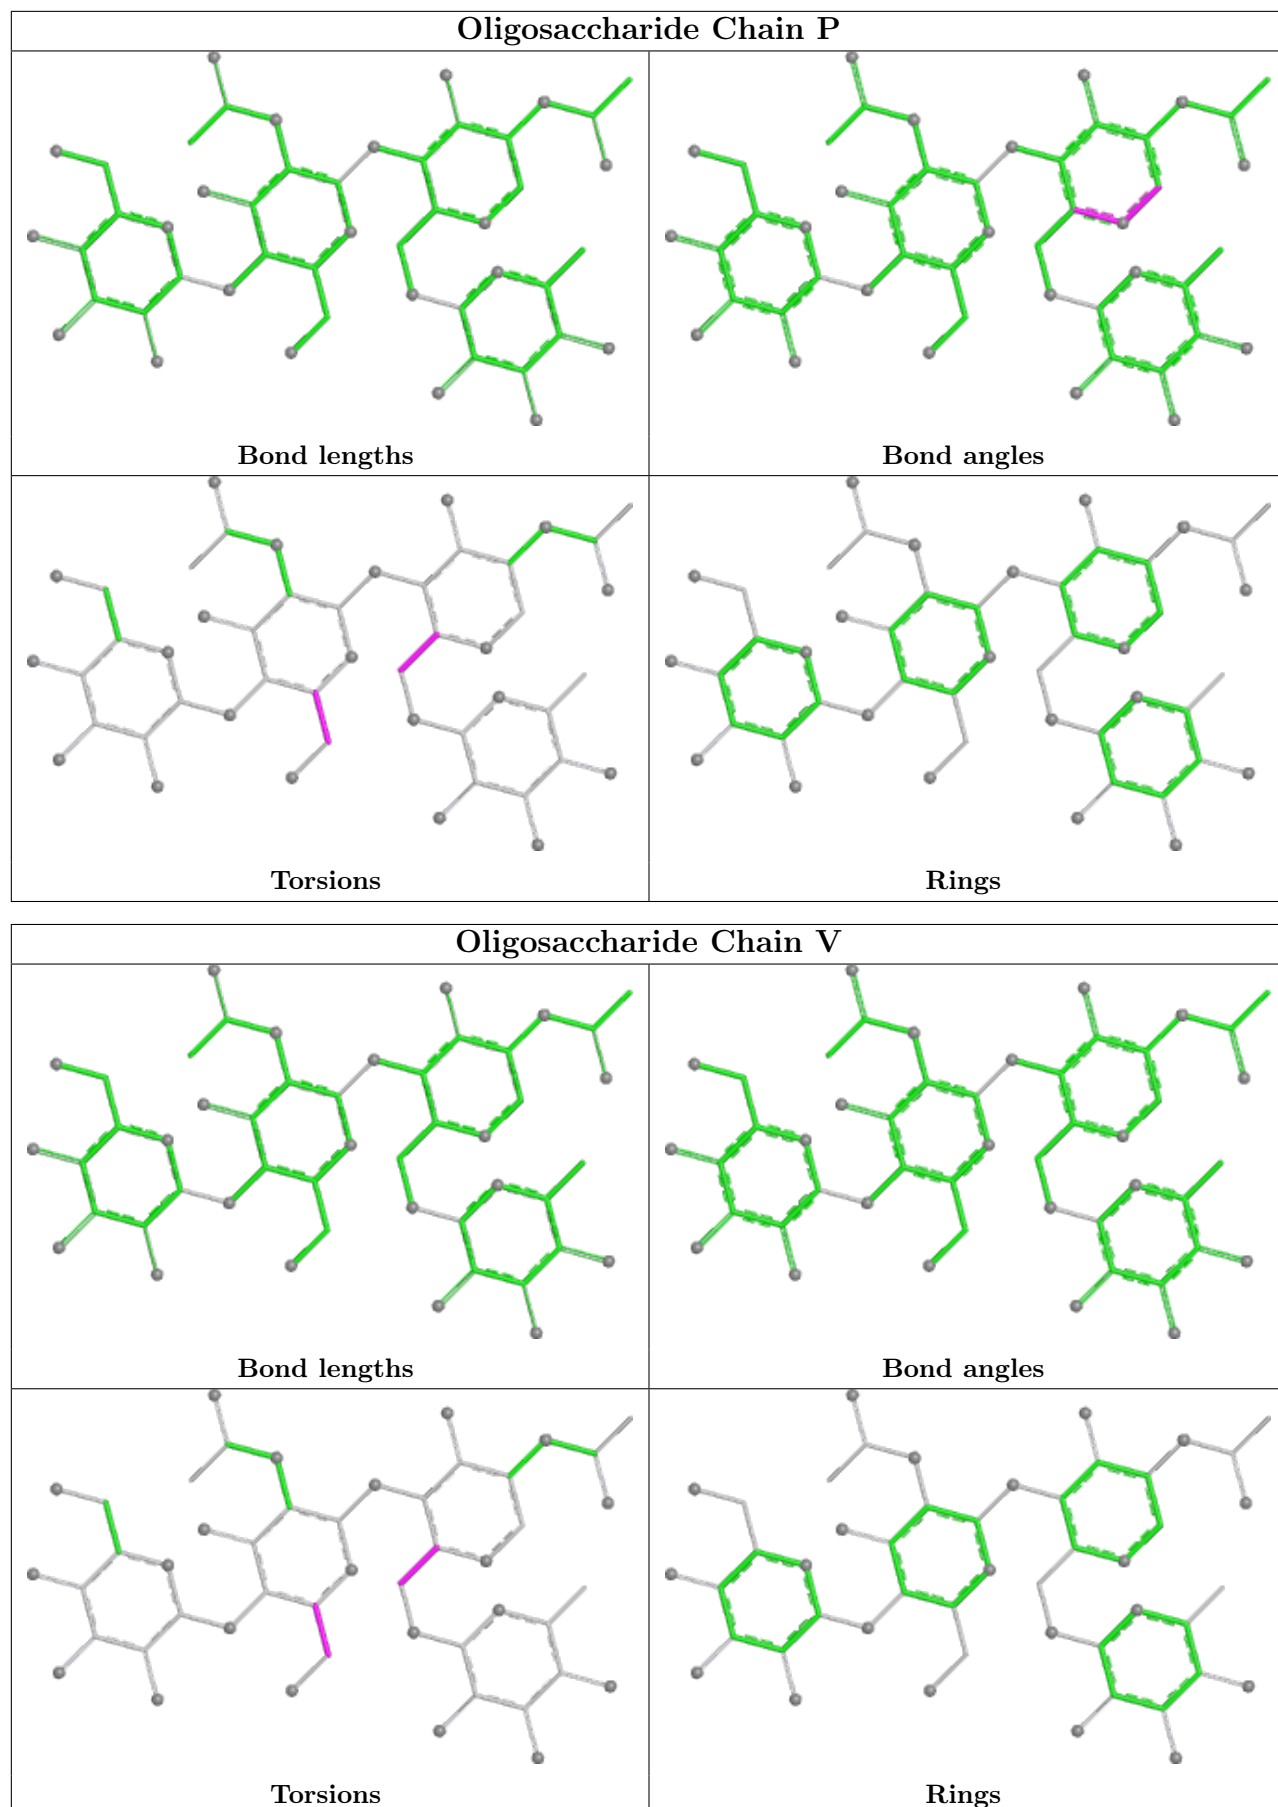 Oligosaccharide Chain P
Bond lengths
Bond angles
Torsions
Rings
Oligosaccharide Chain V
Bond lengths
Bond angles
Torsions
Rings